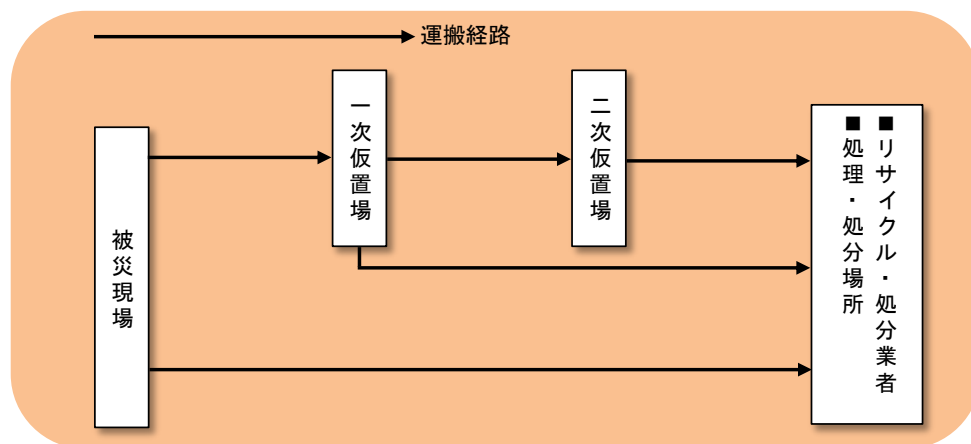 運搬経路
被災現場
一次仮置場
二次仮置場
■リサイクル・処分業者
■処理・処分場所